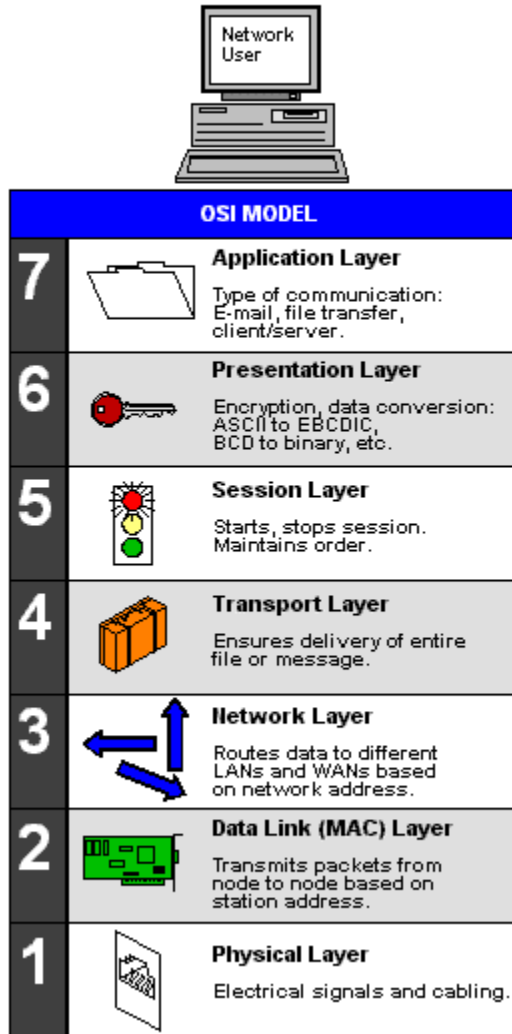 Network
User
OSI MODEL
7
Application Layer
Type of communication:
E-mail, file transfer,
client/server.
6
Presentation Layer
Encryption, data conversion:
ASCII to EBCDIC,
BCD to binary, etc.
5
Session Layer
Starts, stops session.
Maintains order.
4
Transport Layer
Ensures delivery of entire
file or message.
3
Network Layer
Routes data to different
LANs and WANs based
on network address.
2
Data Link (MAC) Layer
Transmits packets from
node to node based on
station address.
1
Physical Layer
Electrical signals and cabling.